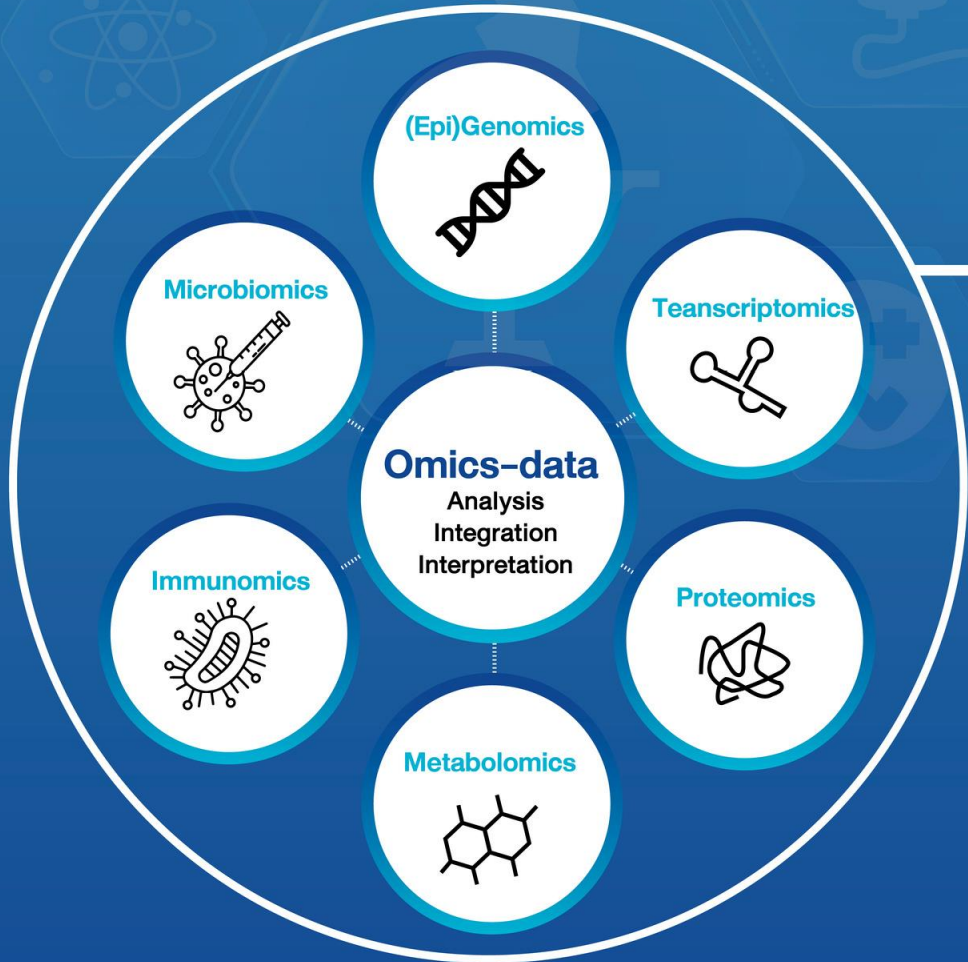 (Epi)Genomics
Microbiomics
Teanscriptomics
Omics-data
Analysis
Integration
Interpretation
Immunomics
Proteomics
Metabolomics